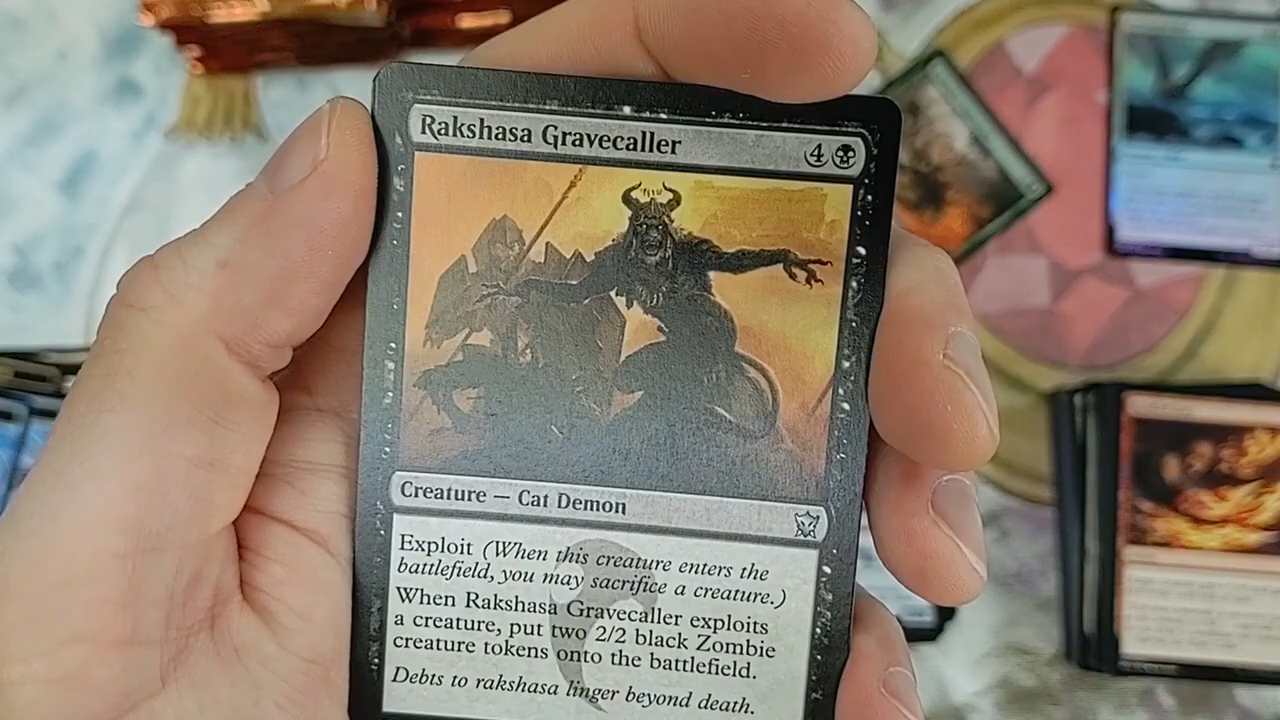 Rakshasa Gravecaller 4
Creature — Cat Demon
Exploit (When this creature enters the
battlefield, you may sacrifice a creature.)
When Rakshasa Gravecaller exploits
a creature, put two 2/2 black Zombie
creature tokens onto the battlefield.
Debts to rakshasa linger beyond death.